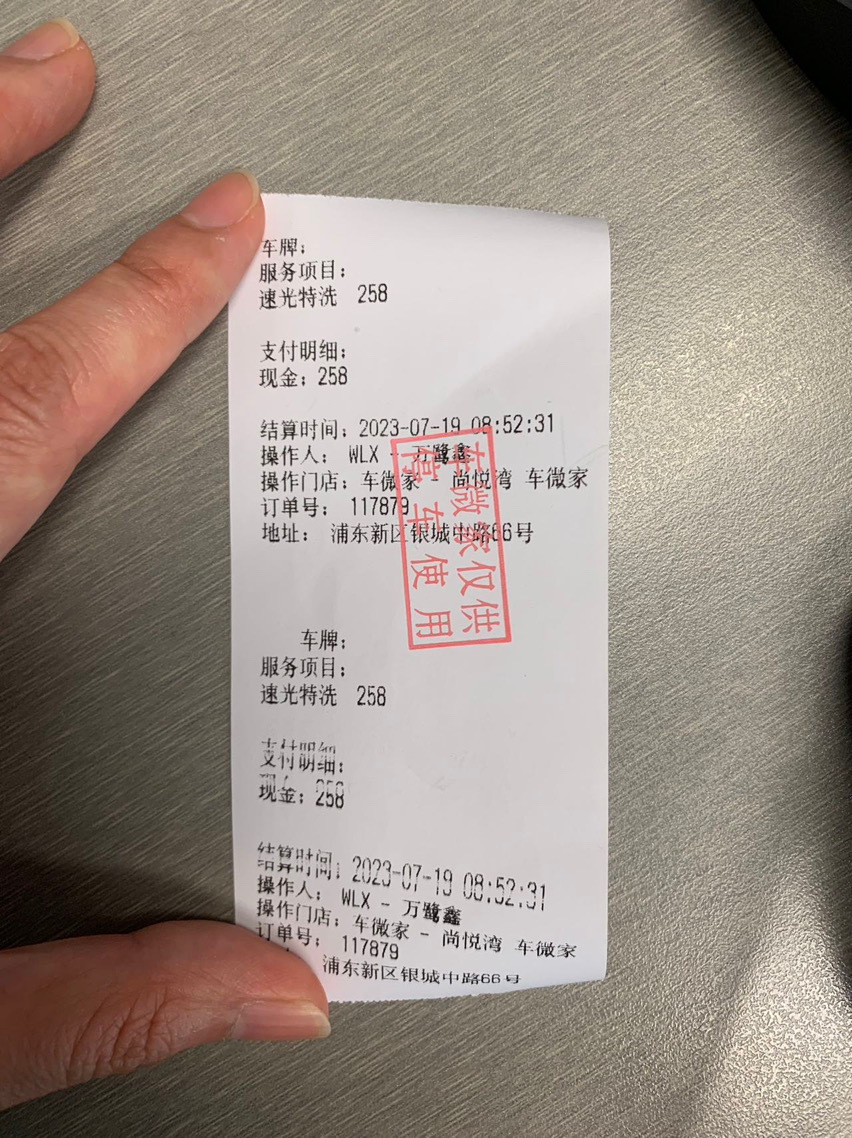 车牌:
服务项目:
速光特洗 258
支付明细:
现金: 258
结算时间: 2023-07-19 08:52:31
操作人: WLX - 万鹭鑫
操作门店: 车微家 - 尚悦湾 车微家
订单号: 117879
地址: 浦东新区银城中路66号
车微家仅供
停车使用
车牌:
服务项目:
速光特洗 258
支付明细:
现金: 258
结算时间: 2023-07-19 08:52:31
操作人: WLX - 万鹭鑫
操作门店: 车微家 - 尚悦湾 车微家
订单号: 117879
浦东新区银城中路66号